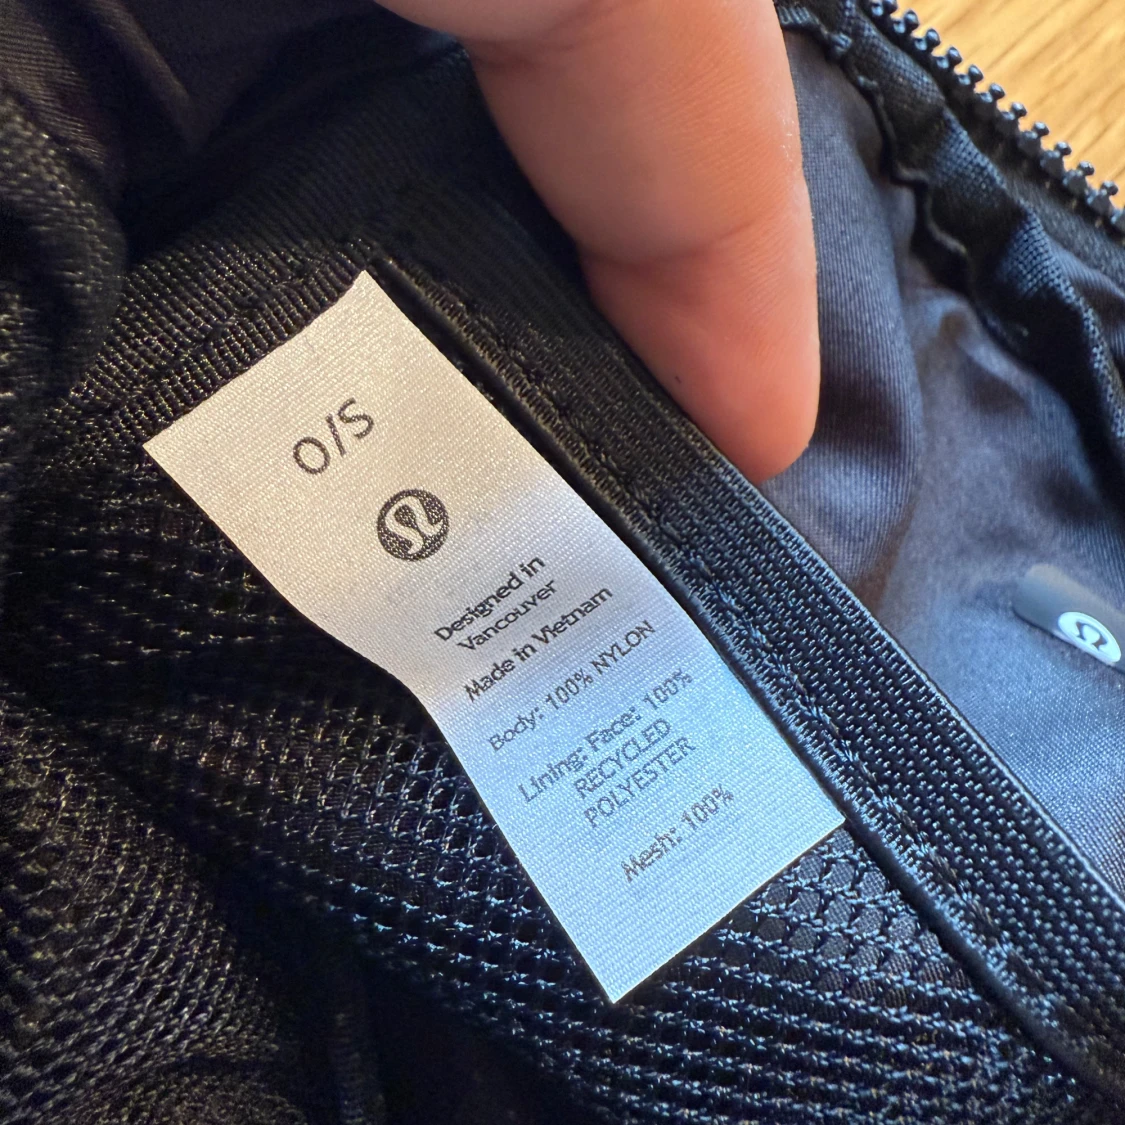 O/S
Designed in
Vancouver
Made in Vietnam
Body: 100% NYLON
Lining: Face: 100%
RECYCLED
POLYESTER
Mesh: 100%